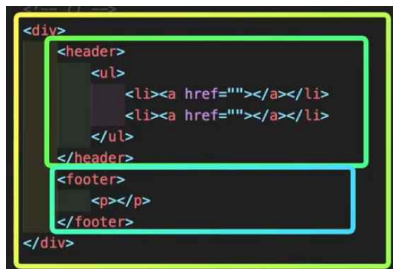 <div>
<header>
<ul>
<li><a href=""></a></li>
<li><a href=""></a></li>
</ul>
</header>
<footer>
<p></p>
</footer>
</div>